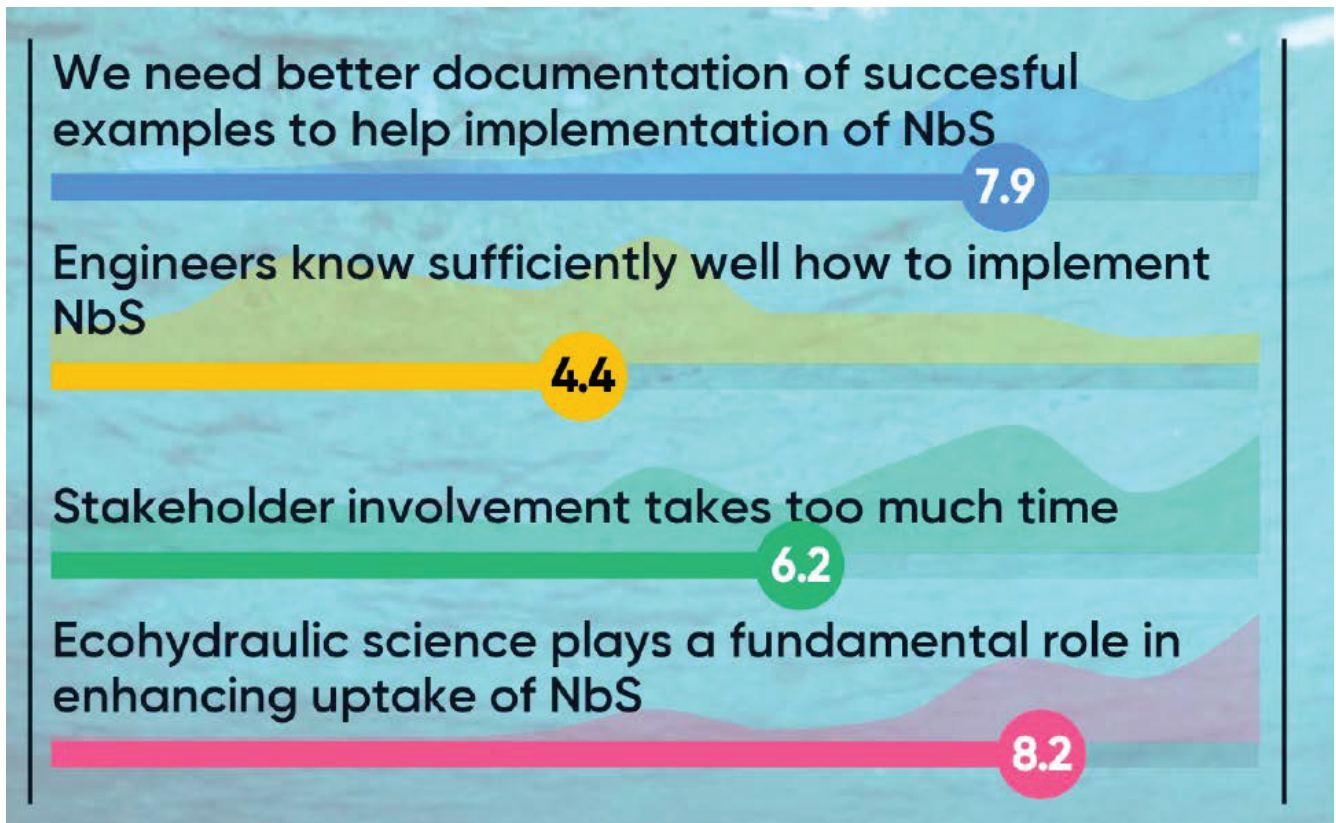 We need better documentation of succesful
examples to help implementation of NbS
7.9
Engineers know sufficiently well how to implement
NbS
4.4
Stakeholder involvement takes too much time
6.2
Ecohydraulic science plays a fundamental role in
enhancing uptake of NbS
8.2